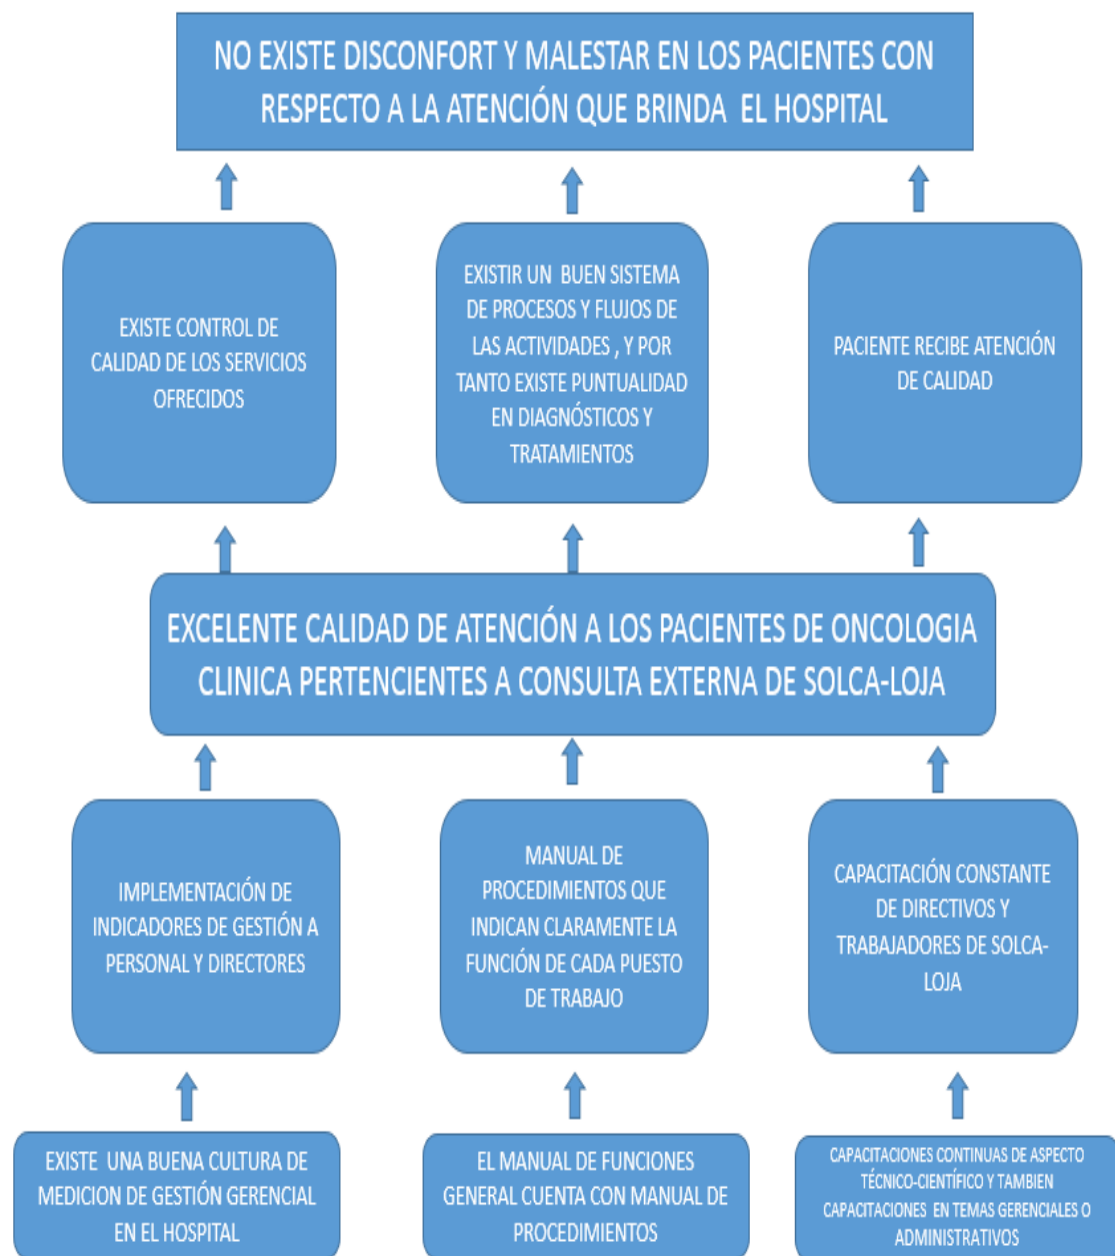 NO EXISTE DISCONFORT Y MALESTAR EN LOS PACIENTES CON
RESPECTO A LA ATENCIÓN QUE BRINDA EL HOSPITAL
EXISTE CONTROL DE
CALIDAD DE LOS SERVICIOS
OFRECIDOS
EXISTIR UN BUEN SISTEMA
DE PROCESOS Y FLUJOS DE
LAS ACTIVIDADES , Y POR
TANTO EXISTE PUNTUALIDAD
EN DIAGNÓSTICOS Y
TRATAMIENTOS
PACIENTE RECIBE ATENCIÓN
DE CALIDAD
EXCELENTE CALIDAD DE ATENCIÓN A LOS PACIENTES DE ONCOLOGIA
CLINICA PERTENCIENTES A CONSULTA EXTERNA DE SOLCA-LOJA
IMPLEMENTACIÓN DE
INDICADORES DE GESTIÓN A
PERSONAL Y DIRECTORES
MANUAL DE
PROCEDIMIENTOS QUE
INDICAN CLARAMENTE LA
FUNCIÓN DE CADA PUESTO
DE TRABAJO
CAPACITACIÓN CONSTANTE
DE DIRECTIVOS Y
TRABAJADORES DE SOLCA-
LOJA
EXISTE UNA BUENA CULTURA DE
MEDICION DE GESTIÓN GERENCIAL
EN EL HOSPITAL
EL MANUAL DE FUNCIONES
GENERAL CUENTA CON MANUAL DE
PROCEDIMIENTOS
CAPACITACIONES CONTINUAS DE ASPECTO
TÉCNICO-CIENTÍFICO Y TAMBIEN
CAPACITACIONES EN TEMAS GERENCIALES O
ADMINISTRATIVOS